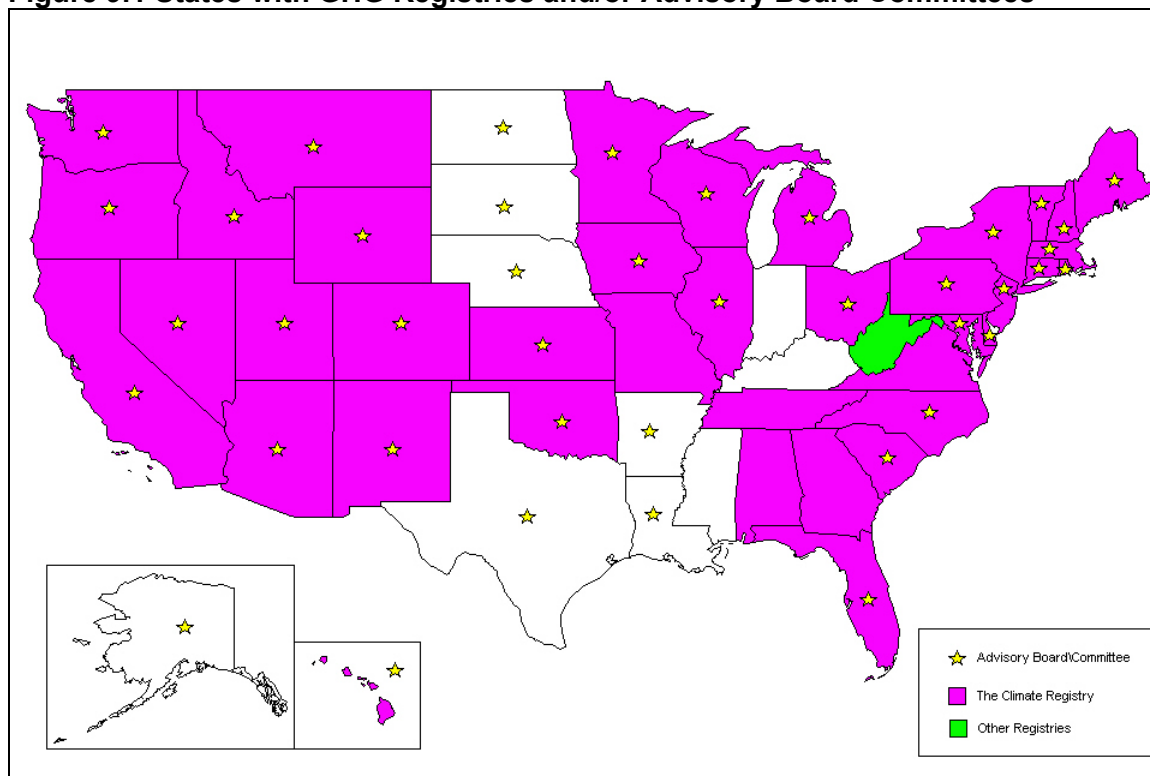 Figure States with GHG Registries and/or Advisory Board Committees
Advisory Board\Committee
The Climate Registry
Other Registries